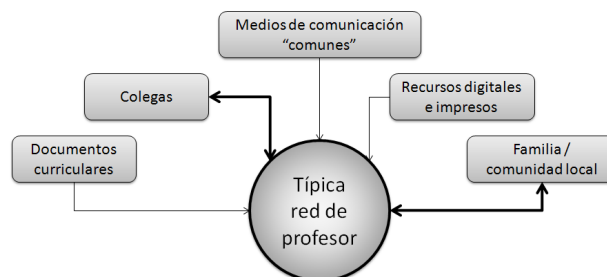 Medios de comunicación
“comunes”
Colegas
Recursos digitales
e impresos
Documentos
curriculares
Familia /
comunidad local
Típica
red de
profesor